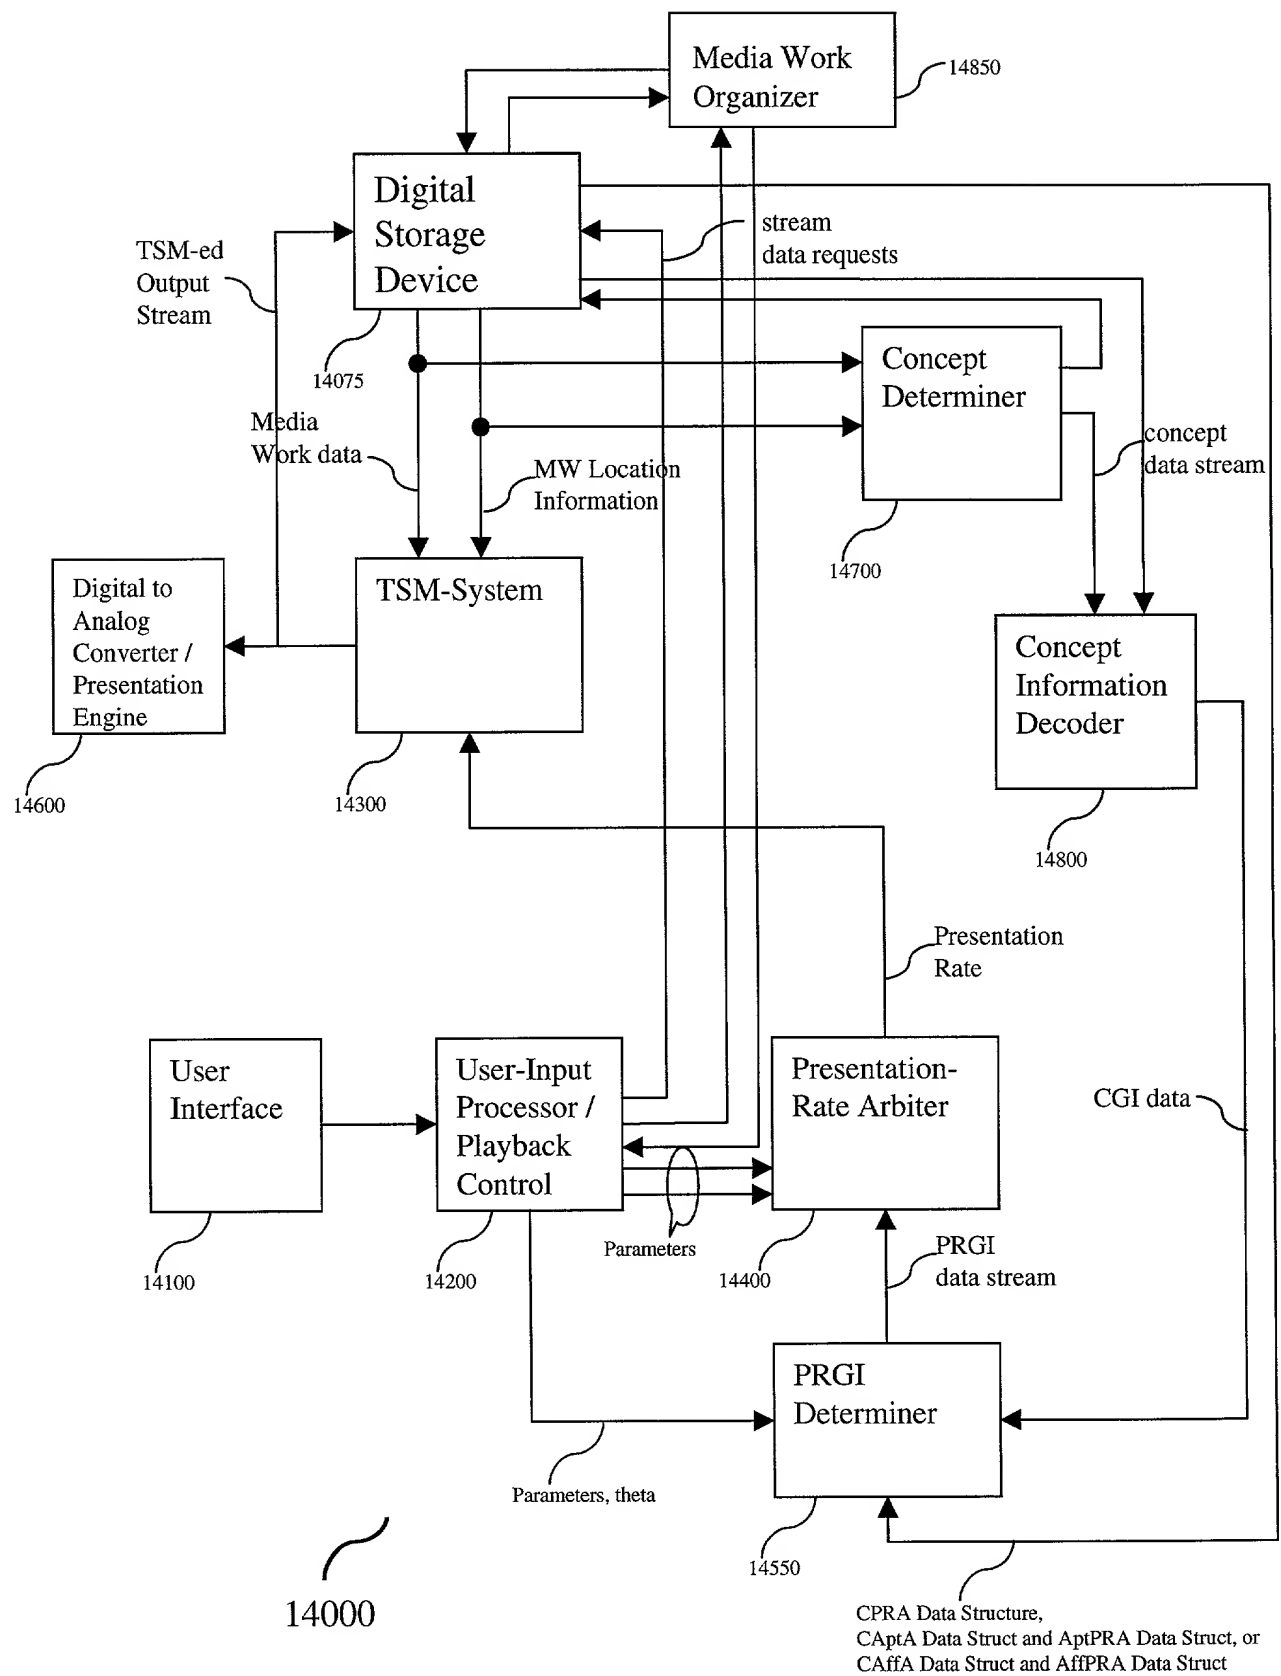 Media Work
Organizer
14850
Digital
Storage
Device
14075
stream
data requests
TSM-ed
Output
Stream
Concept
Determiner
14700
Media
Work data
MW Location
Information
concept
data stream
Digital to
Analog
Converter /
Presentation
Engine
14600
TSM-System
14300
Concept
Information
Decoder
14800
Presentation
Rate
User
Interface
14100
User-Input
Processor /
Playback
Control
14200
Parameters
Presentation-
Rate Arbiter
14400
CGI data
PRGI
data stream
PRGI
Determiner
14550
Parameters, theta
14000
CPRA Data Structure,
CAptA Data Struct and AptPRA Data Struct, or
CAffA Data Struct and AffPRA Data Struct